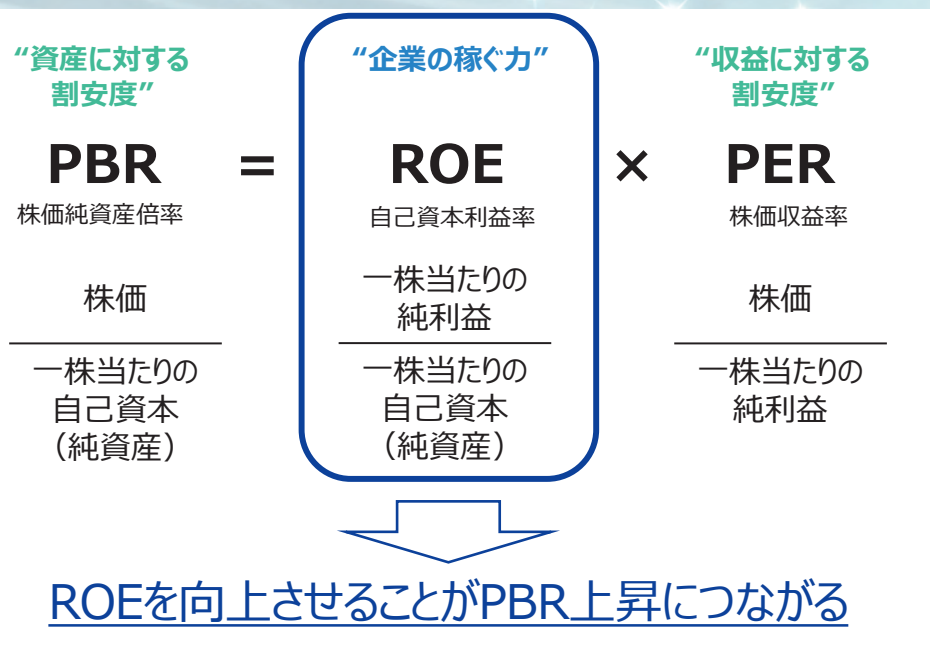 “資産に対する
割安度”
PBR
株価純資産倍率
株価
一株当たりの
自己資本
（純資産）
=
“企業の稼ぐ力”
ROE
自己資本利益率
一株当たりの
純利益
一株当たりの
自己資本
（純資産）
×
“収益に対する
割安度”
PER
株価収益率
株価
一株当たりの
純利益
ROEを向上させることがPBR上昇につながる